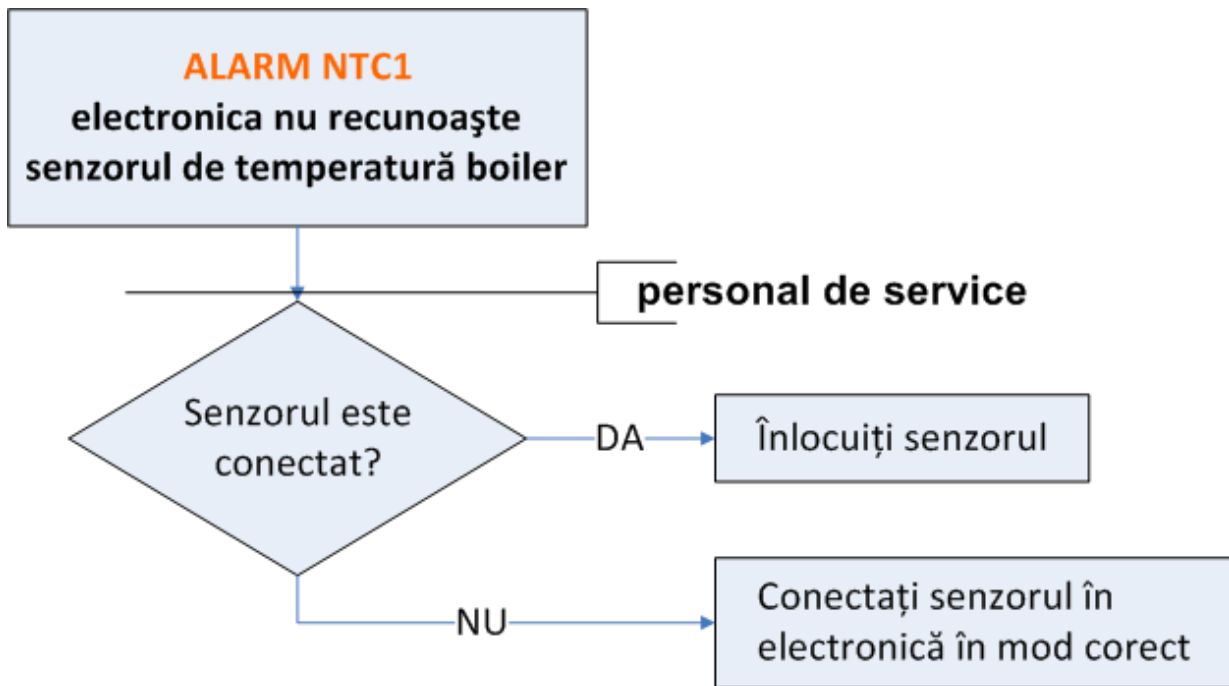 ALARM NTC1
electronica nu recunoaşte
senzorul de temperatură boiler
personal de service
Senzorul este
conectat?
DA
Înlocuiți senzorul
NU
Conectați senzorul în
electronică în mod corect